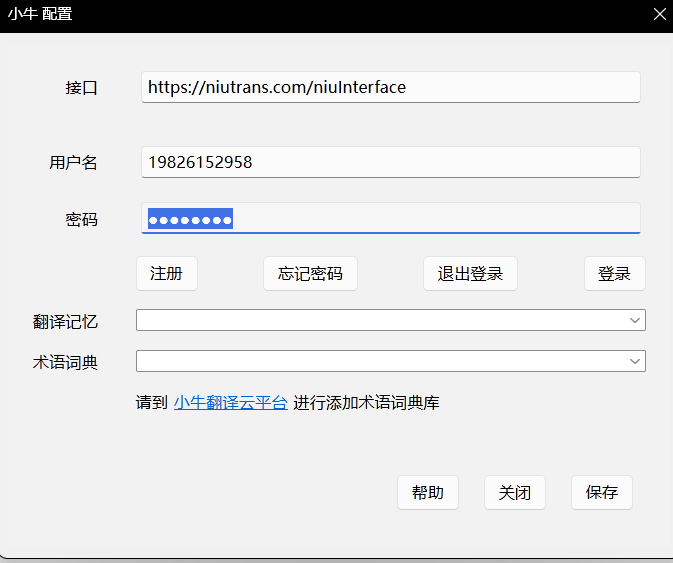 小牛 配置
接口 https://niutrans.com/niuInterface
用户名 19826152958
密码 ●●●●●●●●
注册 忘记密码 退出登录 登录
翻译记忆
术语词典
请到 小牛翻译云平台 进行添加术语词典库
帮助 关闭 保存